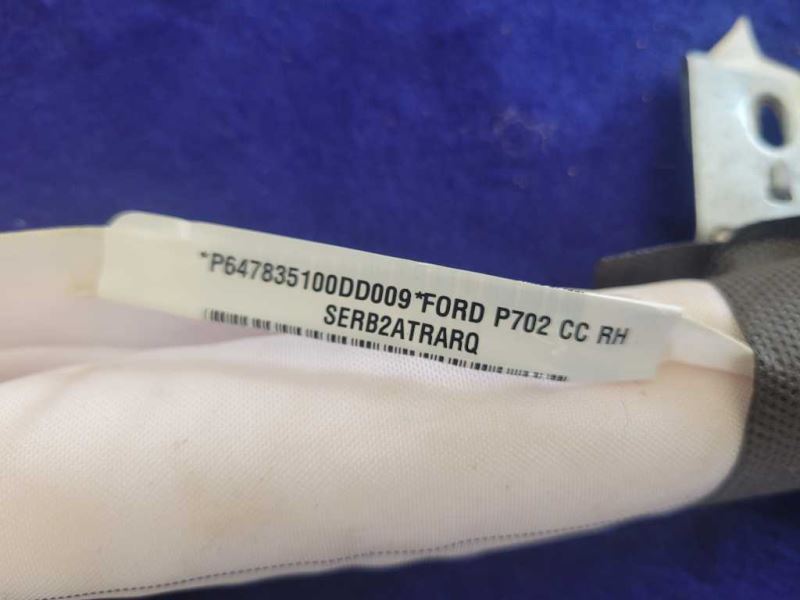 *P647835100DD009*FORD P702 CC RH
SERB2ATRARQ